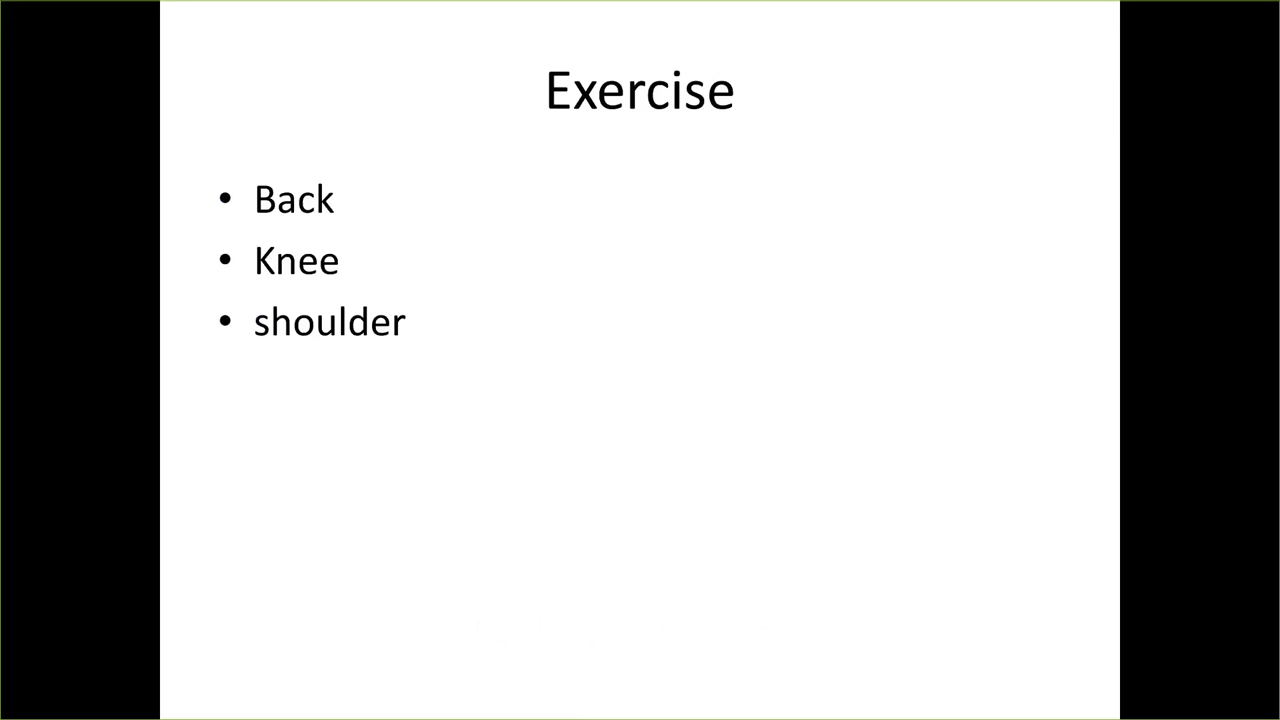 Exercise
• Back
• Knee
• shoulder